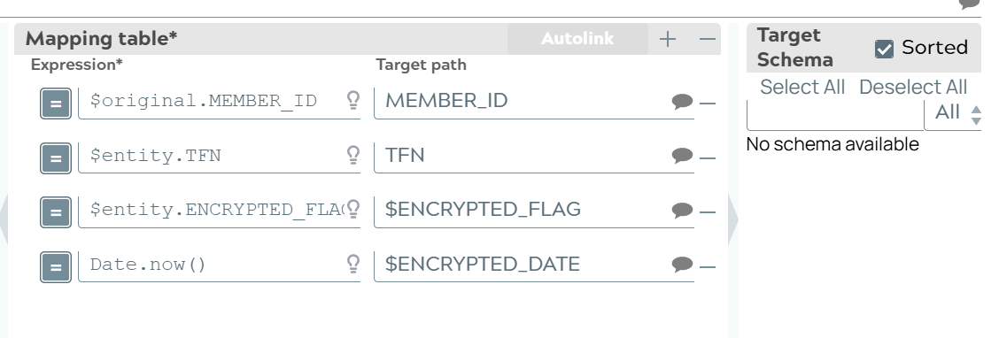 Mapping table*
Autolink
Expression*
Target path
$original.MEMBER_ID
MEMBER_ID
$entity.TFN
TFN
$entity.ENCRYPTED_FLA
$ENCRYPTED_FLAG
Date.now()
$ENCRYPTED_DATE
Target
Schema
Sorted
Select All Deselect All
All
No schema available